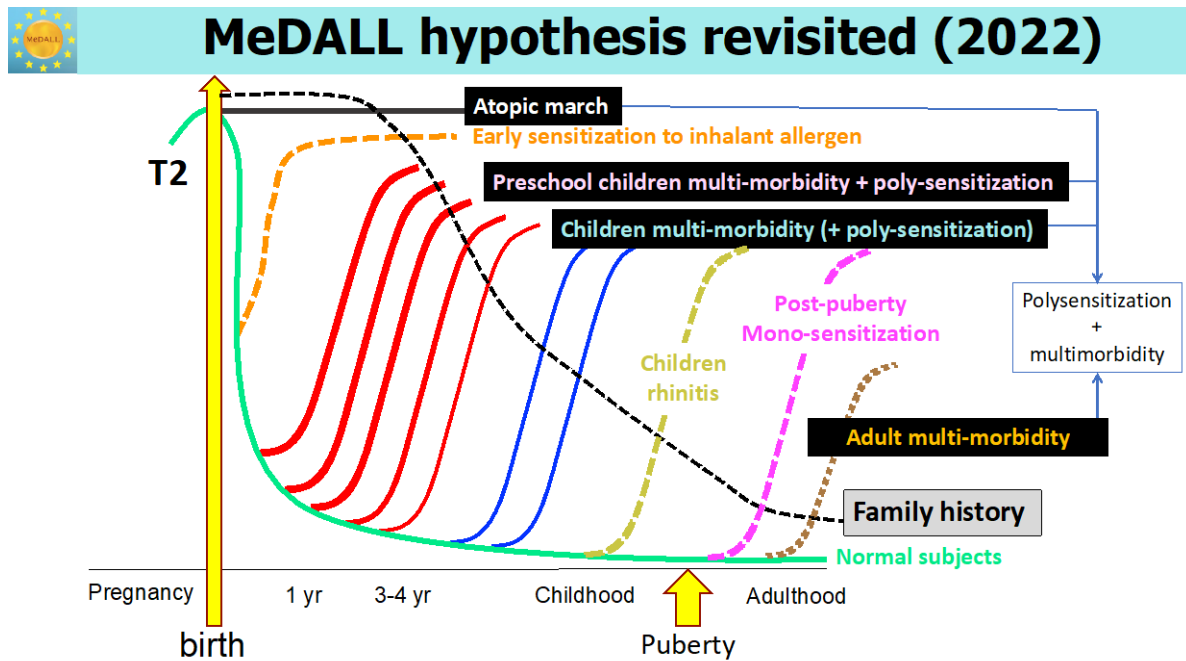 MeDALL
MeDALL hypothesis revisited (2022)
Atopic march
Early sensitization to inhalant allergen
T2
Preschool children multi-morbidity + poly-sensitization
Children multi-morbidity (+ poly-sensitization)
Polysensitization
+
multimorbidity
Post-puberty
Mono-sensitization
Children
rhinitis
Adult multi-morbidity
Family history
Normal subjects
Pregnancy
1 yr
3-4 yr
Childhood
Adulthood
birth
Puberty